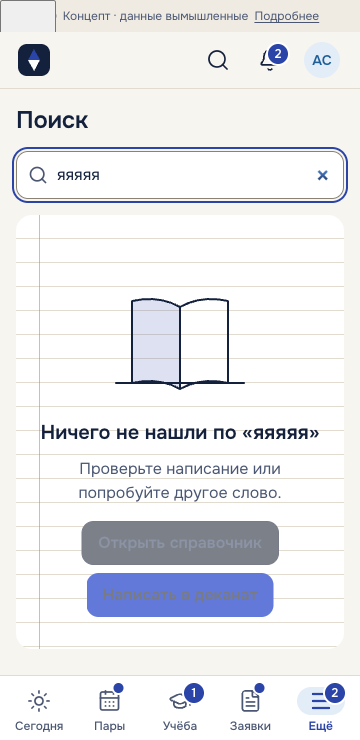 Концепт · данные вымышленные Подробнее
2
АС
Поиск
яяяяя
Ничего не нашли по «яяяяя»
Проверьте написание или
попробуйте другое слово.
Открыть справочник
Написать в деканат
1
2
Сегодня Пары Учёба Заявки Ещё